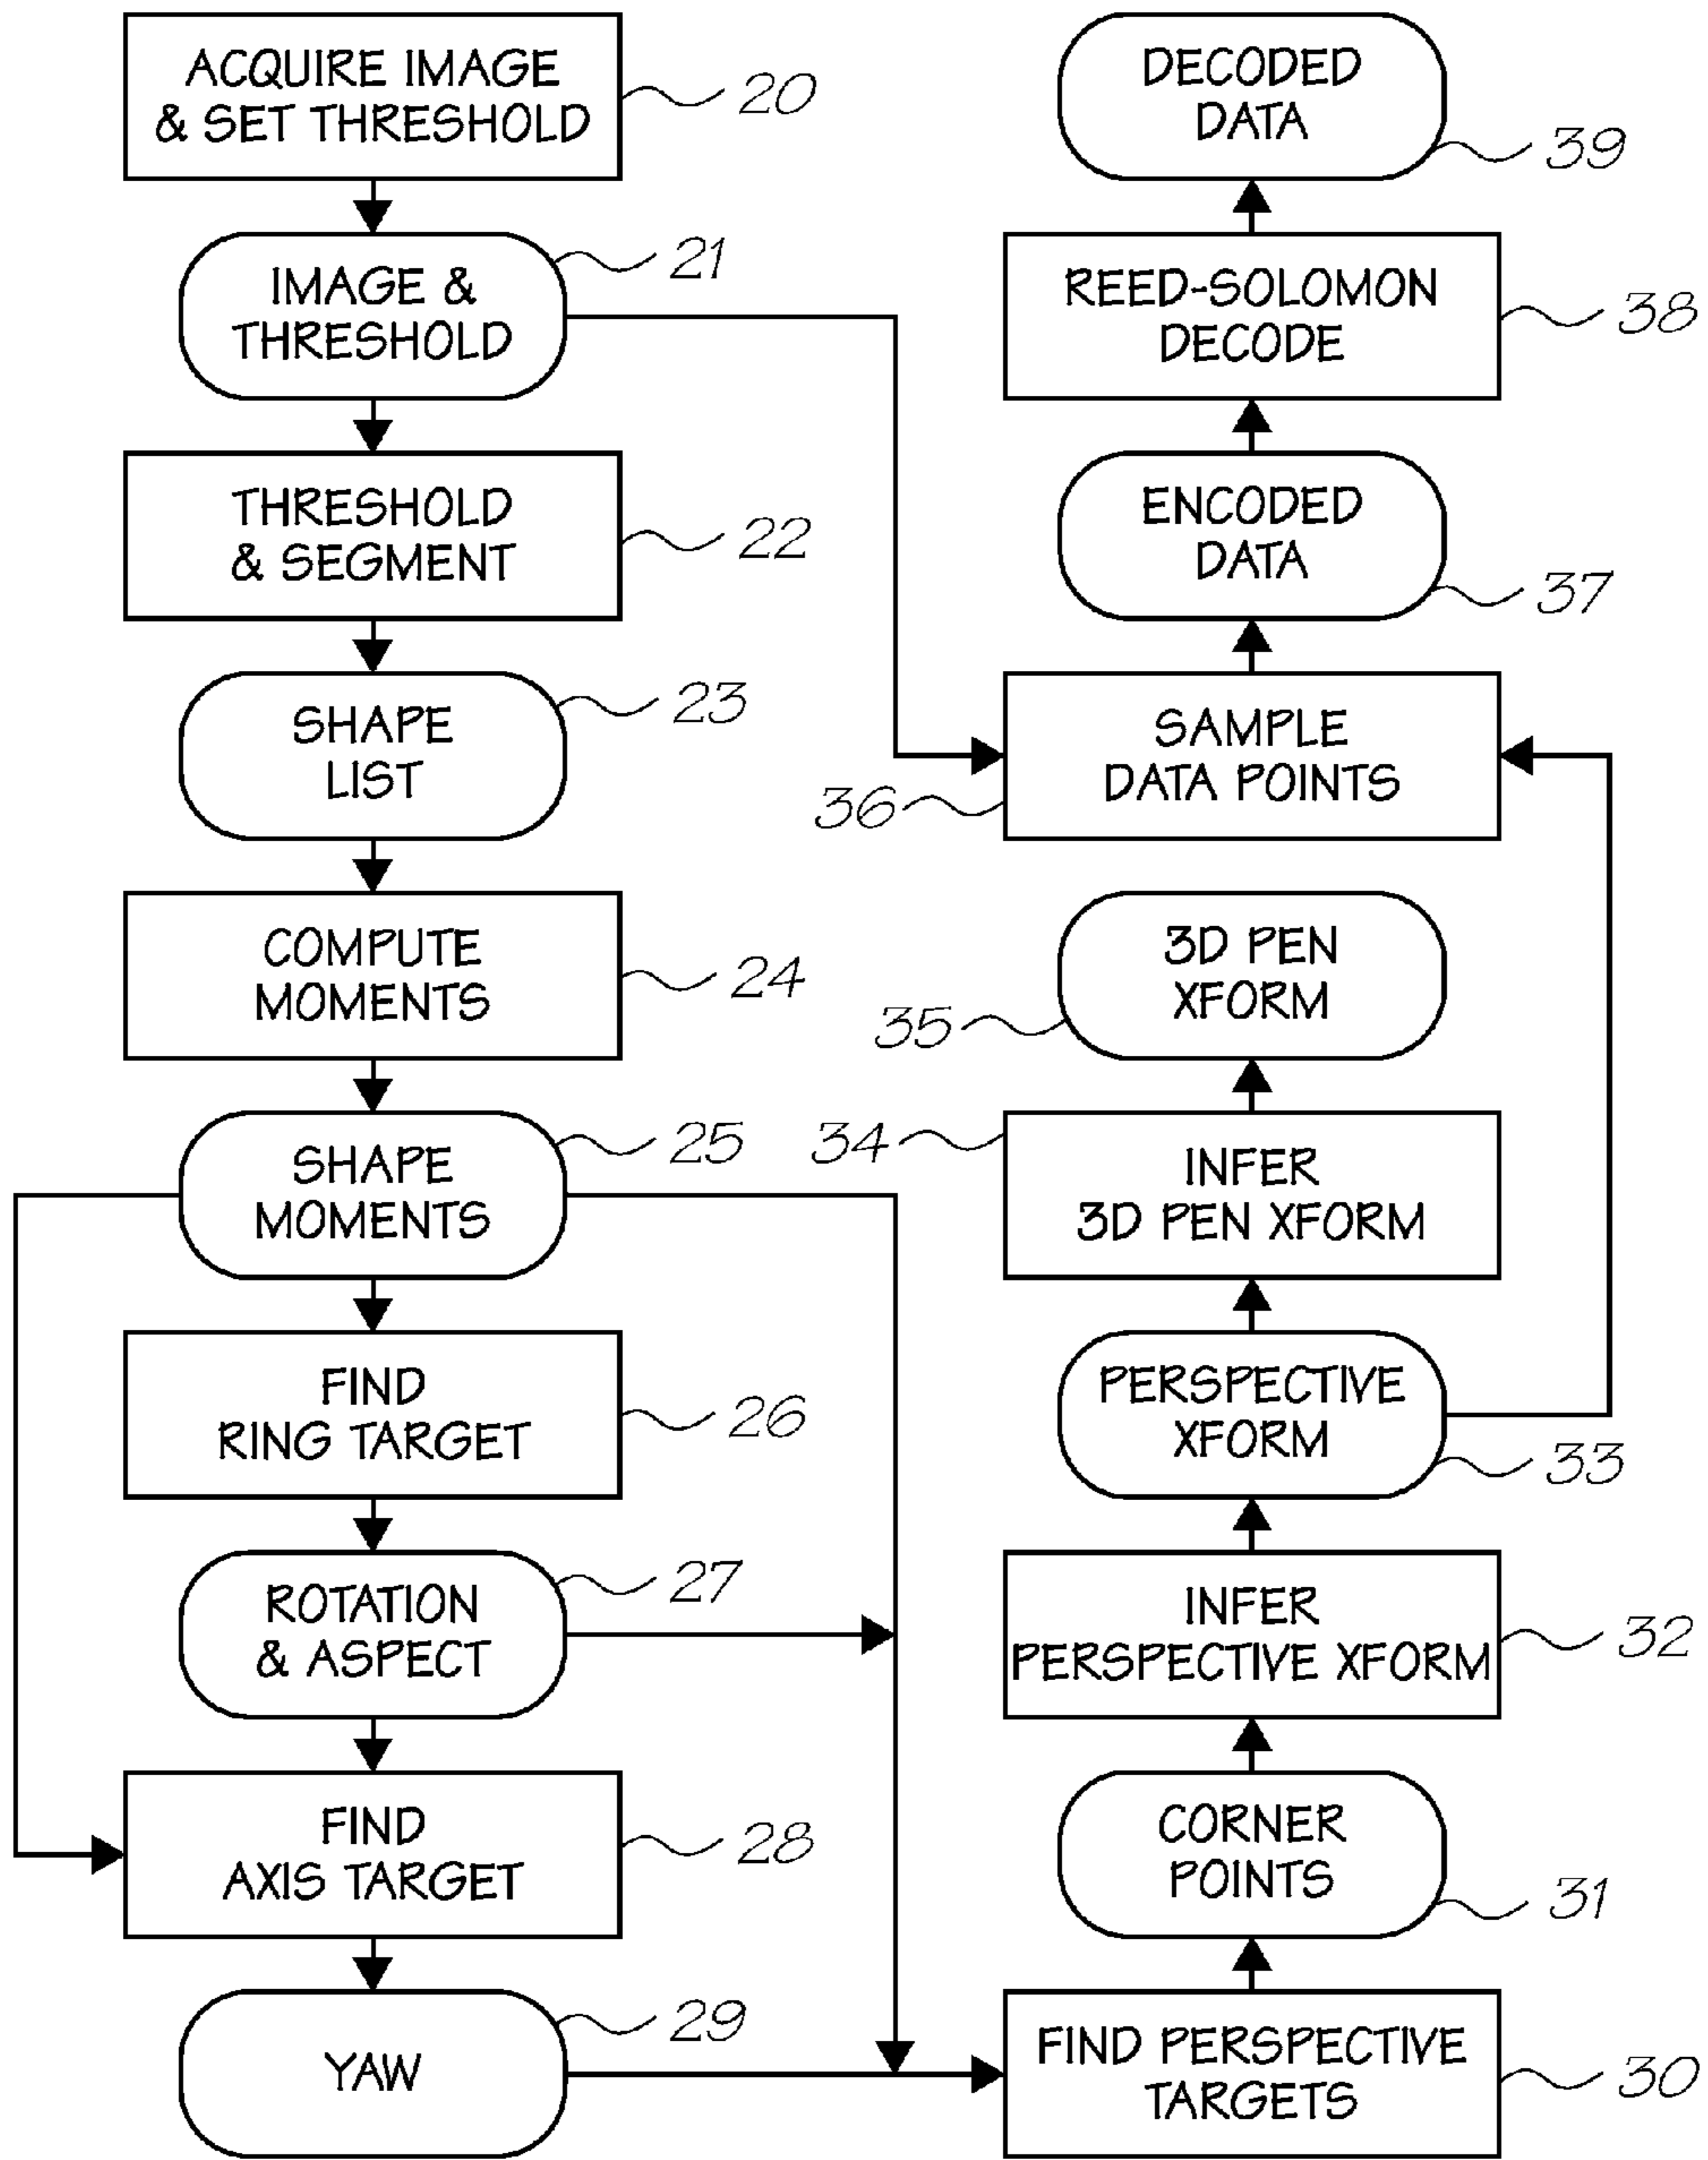 ACQUIRE IMAGE
& SET THRESHOLD
20
IMAGE &
THRESHOLD
21
THRESHOLD
& SEGMENT
22
SHAPE
LIST
23
COMPUTE
MOMENTS
24
SHAPE
MOMENTS
25
FIND
RING TARGET
26
ROTATION
& ASPECT
27
FIND
AXIS TARGET
28
YAW
29
DECODED
DATA
39
REED-SOLOMON
DECODE
38
ENCODED
DATA
37
SAMPLE
DATA POINTS
36
3D PEN
XFORM
35
INFER
3D PEN XFORM
34
PERSPECTIVE
XFORM
33
INFER
PERSPECTIVE XFORM
32
CORNER
POINTS
31
FIND PERSPECTIVE
TARGETS
30